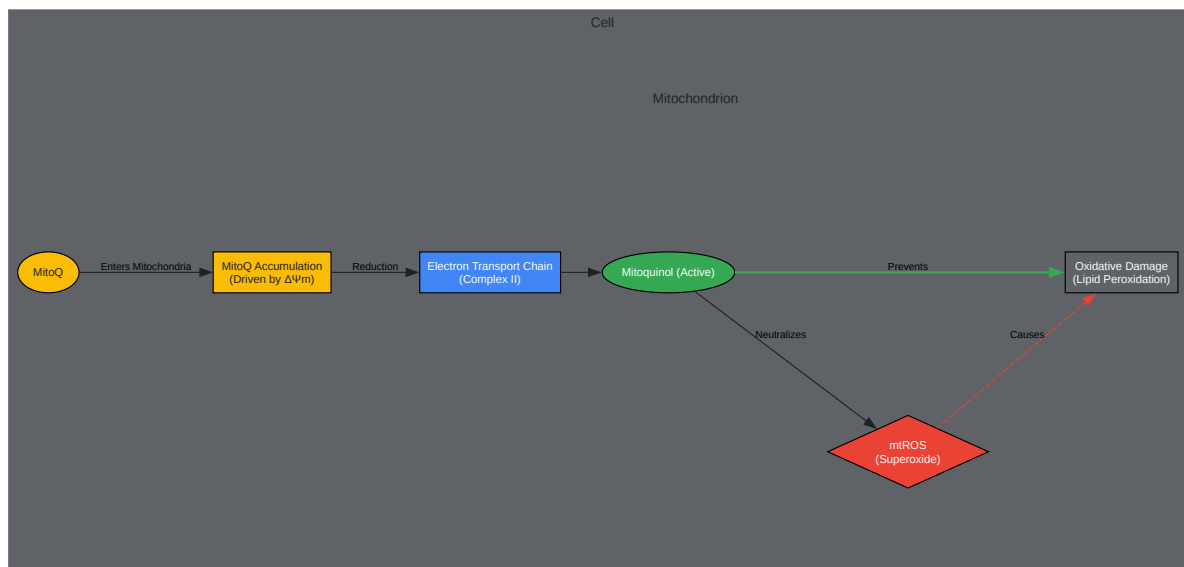 Cell
Mitochondrion
MitoQ
Enters Mitochondria
MitoQ Accumulation
(Driven by ΔΨm)
Reduction
Electron Transport Chain
(Complex II)
Mitoquinol (Active)
Prevents
Oxidative Damage
(Lipid Peroxidation)
Neutralizes
Causes
mtROS
(Superoxide)